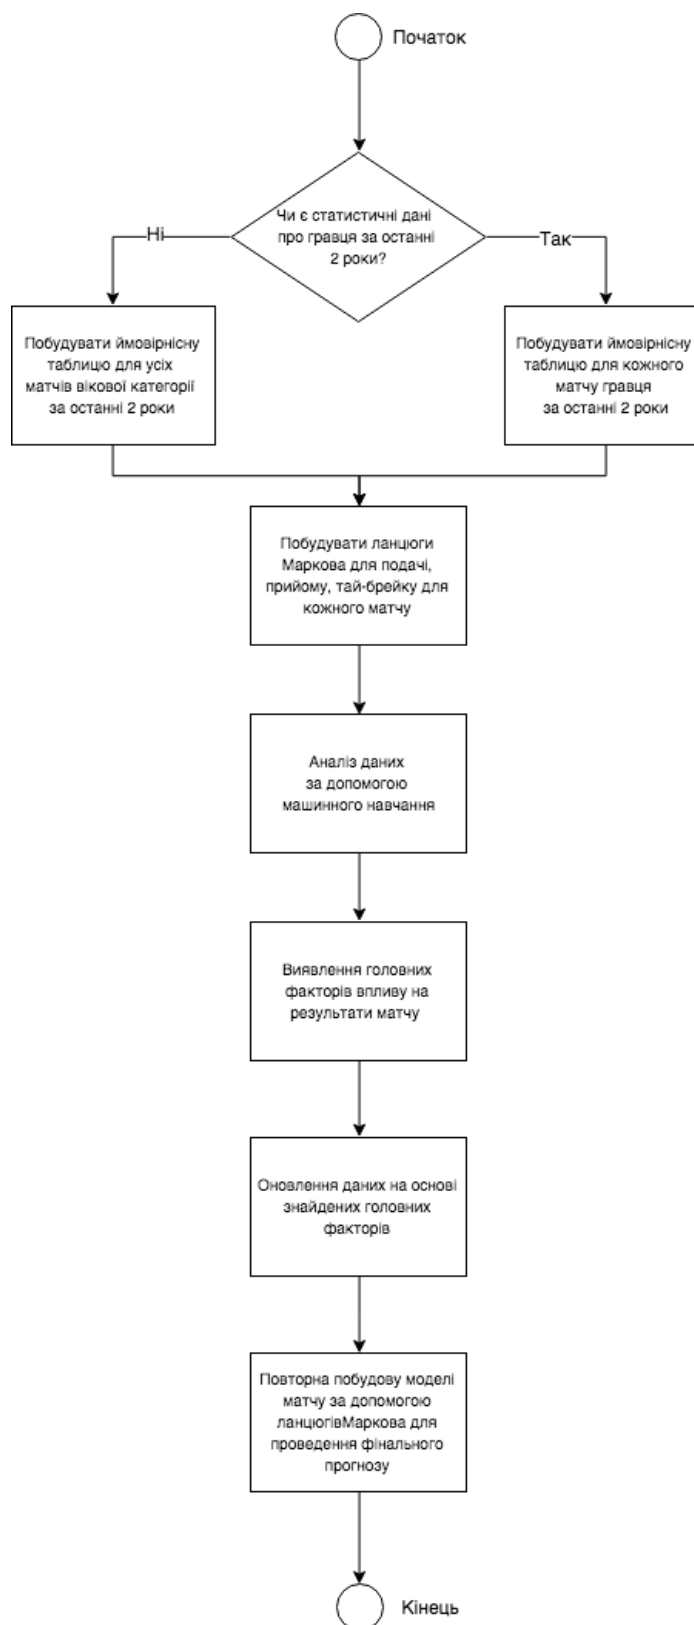 Початок
Чи є статистичні дані
про гравця за останні
2 роки?
Ні
Так
Побудувати ймовірнісну
таблицю для усіх
матчів вікової категорії
за останні 2 роки
Побудувати ймовірнісну
таблицю для кожного
матчу гравця
за останні 2 роки
Побудувати ланцюги
Маркова для подачі,
прийому, тай-брейку для
кожного матчу
Аналіз даних
за допомогою
машинного навчання
Виявлення головних
факторів впливу на
результати матчу
Оновлення даних на основі
знайдених головних
факторів
Повторна побудову моделі
матчу за допомогою
ланцюгівМаркова для
проведення фінального
прогнозу
Кінець